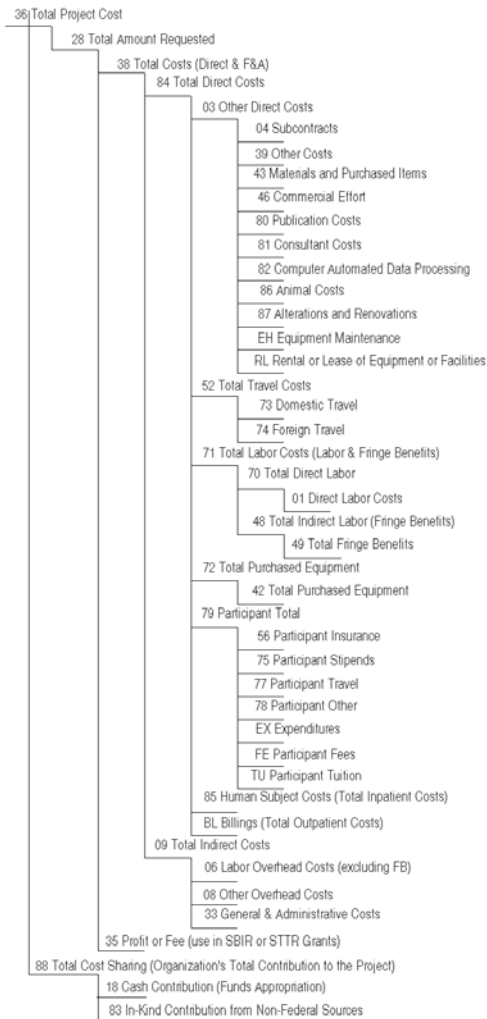 36 Total Project Cost
28 Total Amount Requested
38 Total Costs (Direct & F&A)
84 Total Direct Costs
03 Other Direct Costs
04 Subcontracts
39 Other Costs
43 Materials and Purchased Items
46 Commercial Effort
80 Publication Costs
81 Consultant Costs
82 Computer Automated Data Processing
86 Animal Costs
87 Alterations and Renovations
EH Equipment Maintenance
RL Rental or Lease of Equipment or Facilities
52 Total Travel Costs
73 Domestic Travel
74 Foreign Travel
71 Total Labor Costs (Labor & Fringe Benefits)
70 Total Direct Labor
01 Direct Labor Costs
48 Total Indirect Labor (Fringe Benefits)
49 Total Fringe Benefits
72 Total Purchased Equipment
42 Total Purchased Equipment
79 Participant Total
56 Participant Insurance
75 Participant Stipends
77 Participant Travel
78 Participant Other
EX Expenditures
FE Participant Fees
TU Participant Tuition
85 Human Subject Costs (Total Inpatient Costs)
BL Billings (Total Outpatient Costs)
09 Total Indirect Costs
06 Labor Overhead Costs (excluding FB)
08 Other Overhead Costs
33 General & Administrative Costs
35 Profit or Fee (use in SBIR or STTR Grants)
88 Total Cost Sharing (Organization's Total Contribution to the Project)
18 Cash Contribution (Funds Appropriation)
83 In-Kind Contribution from Non-Federal Sources